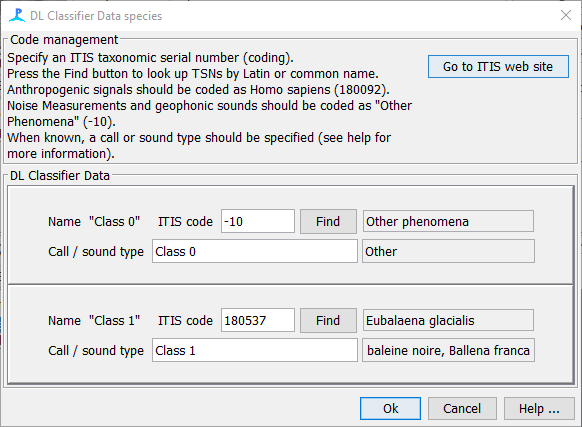 DL Classifier Data species
Code management
Specify an ITIS taxonomic serial number (coding).
Press the Find button to look up TSNs by Latin or common name.
Anthropogenic signals should be coded as Homo sapiens (180092).
Noise Measurements and geophonic sounds should be coded as "Other
Phenomena" (-10).
When known, a call or sound type should be specified (see help for
more information).
Go to ITIS web site
DL Classifier Data
Name "Class 0" ITIS code -10 Find Other phenomena
Call / sound type Class 0 Other
Name "Class 1" ITIS code 180537 Find Eubalaena glacialis
Call / sound type Class 1 baleine noire, Ballena franca
Ok Cancel Help ...